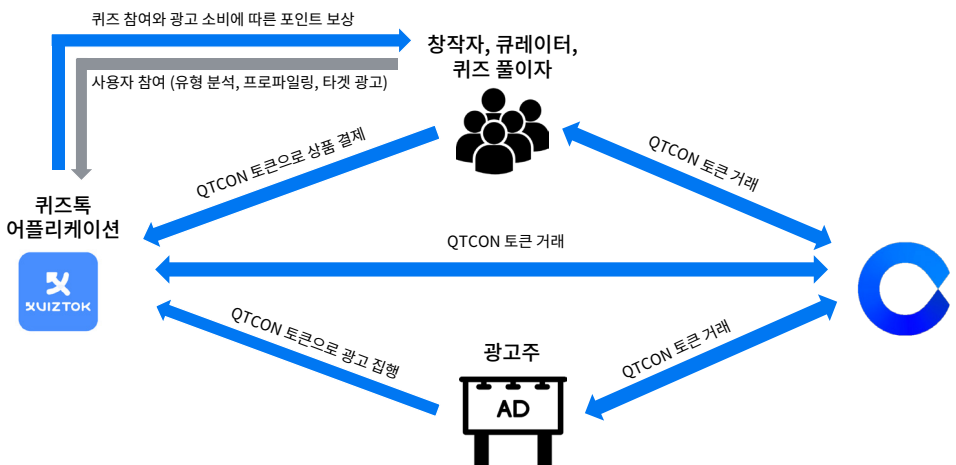 퀴즈 참여와 광고 소비에 따른 포인트 보상
창작자, 큐레이터,
퀴즈 풀이자
사용자 참여 (유형 분석, 프로파일링, 타겟 광고)
QTCON 토큰으로 상품 결제
QTCON 토큰 거래
퀴즈톡
어플리케이션
QTCON 토큰 거래
XUIZTOK
QTCON 토큰으로 광고 집행
QTCON 토큰 거래
광고주
AD